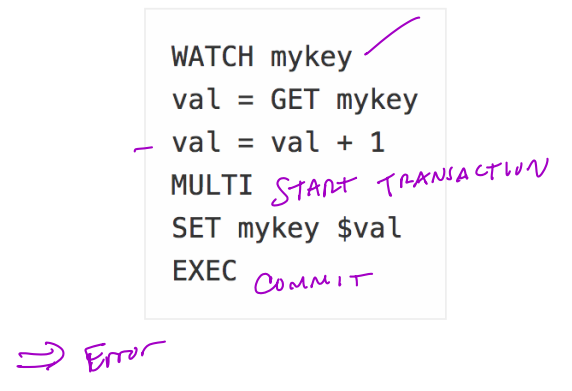 WATCH mykey
val = GET mykey
val = val + 1
MULTI START TRANSACTION
SET mykey $val
EXEC COMMIT
⇒ Error